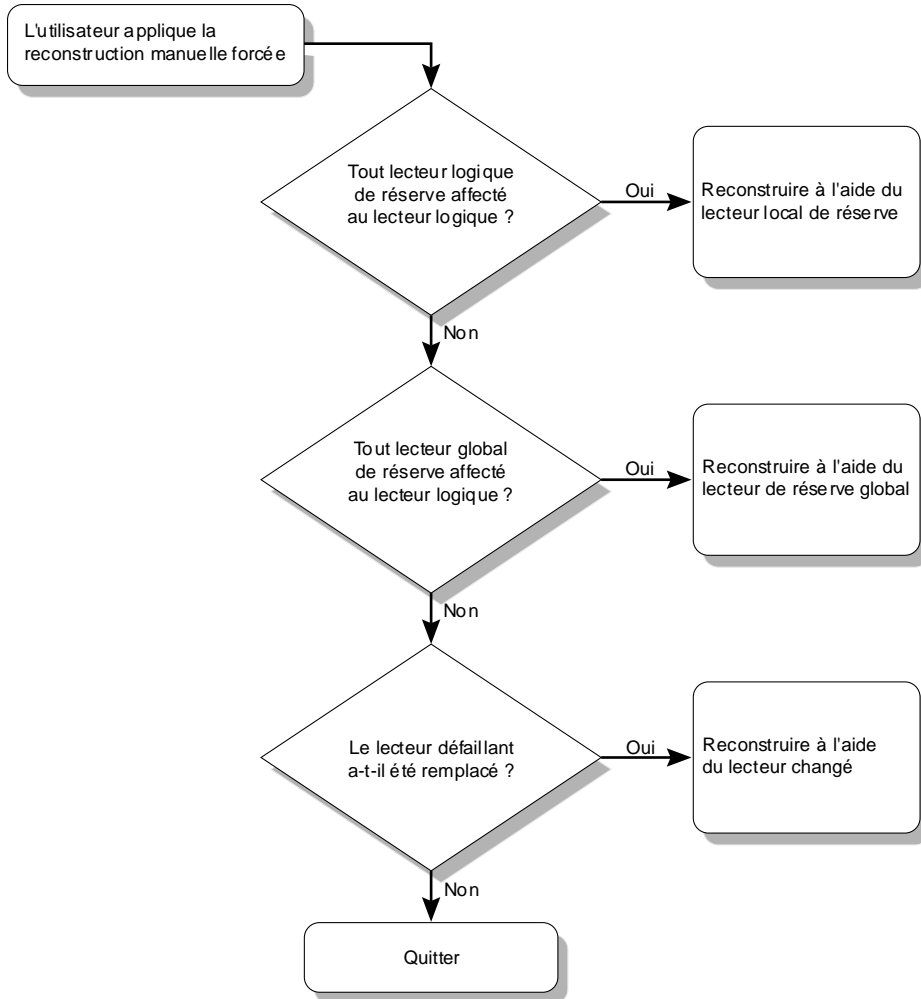 L'utilisateur applique la
reconstruction manuelle forcée
Tout lecteur logique
de réserve affecté
au lecteur logique ?
Oui
Reconstruire à l'aide du
lecteur local de réserve
Non
Tout lecteur global
de réserve affecté
au lecteur logique ?
Oui
Reconstruire à l'aide du
lecteur de réserve global
Non
Le lecteur défaillant
a-t-il été remplacé ?
Oui
Reconstruire à l'aide
du lecteur changé
Non
Quitter